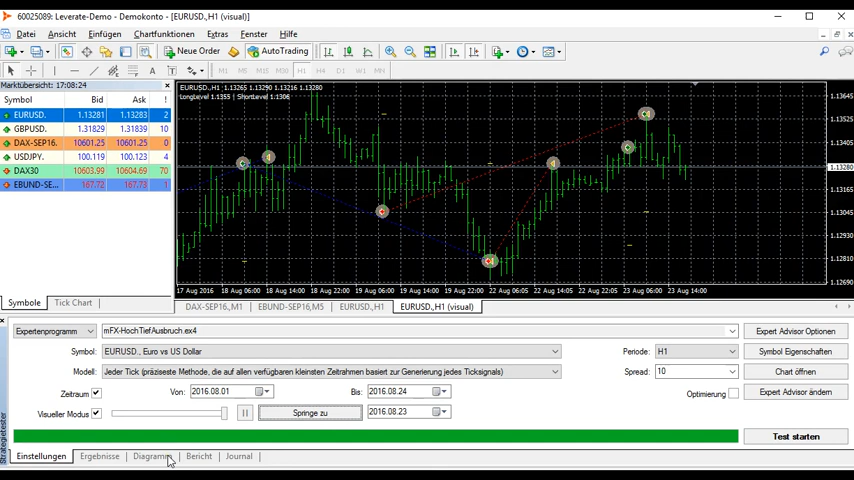 60025089: Leverate-Demo - Demokonto - [EURUSD.,H1 (visual)]
Datei Ansicht Einfügen Chartfunktionen Extras Fenster Hilfe
New Order AutoTrading
M1 M5 M15 M30 H1 H4 D1 W1 MN
Marktübersicht: 17:08:24
Symbol Bid Ask !
EURUSD. 1.13281 1.13283 2
GBPUSD. 1.31829 1.31839 10
DAX-SEP16. 10601.25 10601.25 0
USDJPY. 100.119 100.123 4
DAX30 10603.99 10604.69 70
EBUND-SE... 167.72 167.73 1
Symbole Tick Chart
EURUSD.,H1 1.13265 1.13290 1.13216 1.13280
LongLevel 1.1355 | ShortLevel 1.1306
1.13645
1.13405
1.13280
1.13165
1.13045
1.12930
1.12810
1.12690
17 Aug 2016 18 Aug 06:00 18 Aug 14:00 18 Aug 22:00 19 Aug 06:00 19 Aug 14:00 19 Aug 22:00 22 Aug 06:05 22 Aug 14:05 22 Aug 22:05 23 Aug 06:00 23 Aug 14:00
DAX-SEP16.,M1 EBUND-SEP16,M5 EURUSD.,H1 EURUSD.,H1 (visual)
Expertenprogramm mFX-HochTiefAusbruch.ex4 Expert Advisor Optionen
Symbol: EURUSD., Euro vs US Dollar Periode: H1 Symbol Eigenschaften
Modell: Jeder Tick (präziseste Methode, die auf allen verfügbaren kleinsten Zeitrahmen basiert zur Generierung jedes Ticksignals) Spread: 10 Chart öffnen
Zeitraum Von: 2016.08.01 Bis: 2016.08.24 Optimierung Expert Advisor ändern
Visueller Modus Springe zu 2016.08.23
Test starten
Einstellungen Ergebnisse Diagramm Bericht Journal
Strategietester